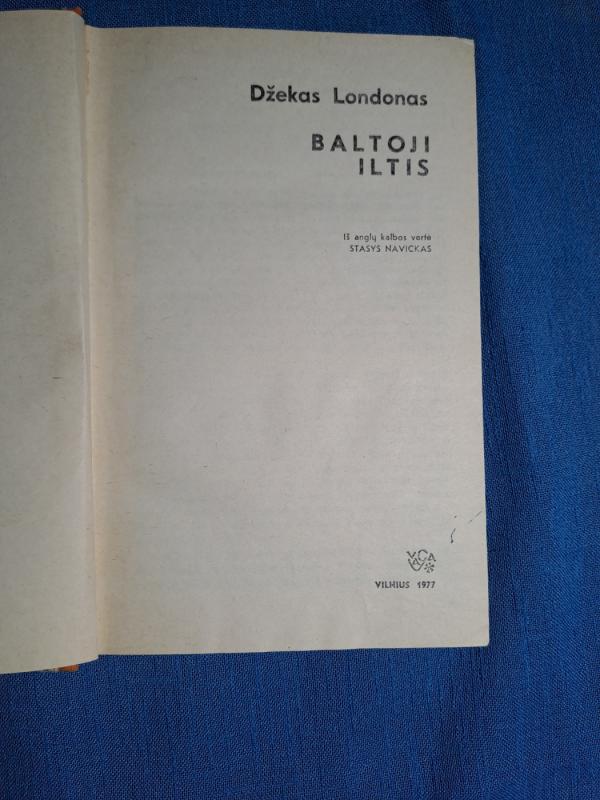 Džekas Londonas
BALTOJI
ILTIS
Iš anglų kalbos vertė
STASYS NAVICKAS
VILNIUS 1977